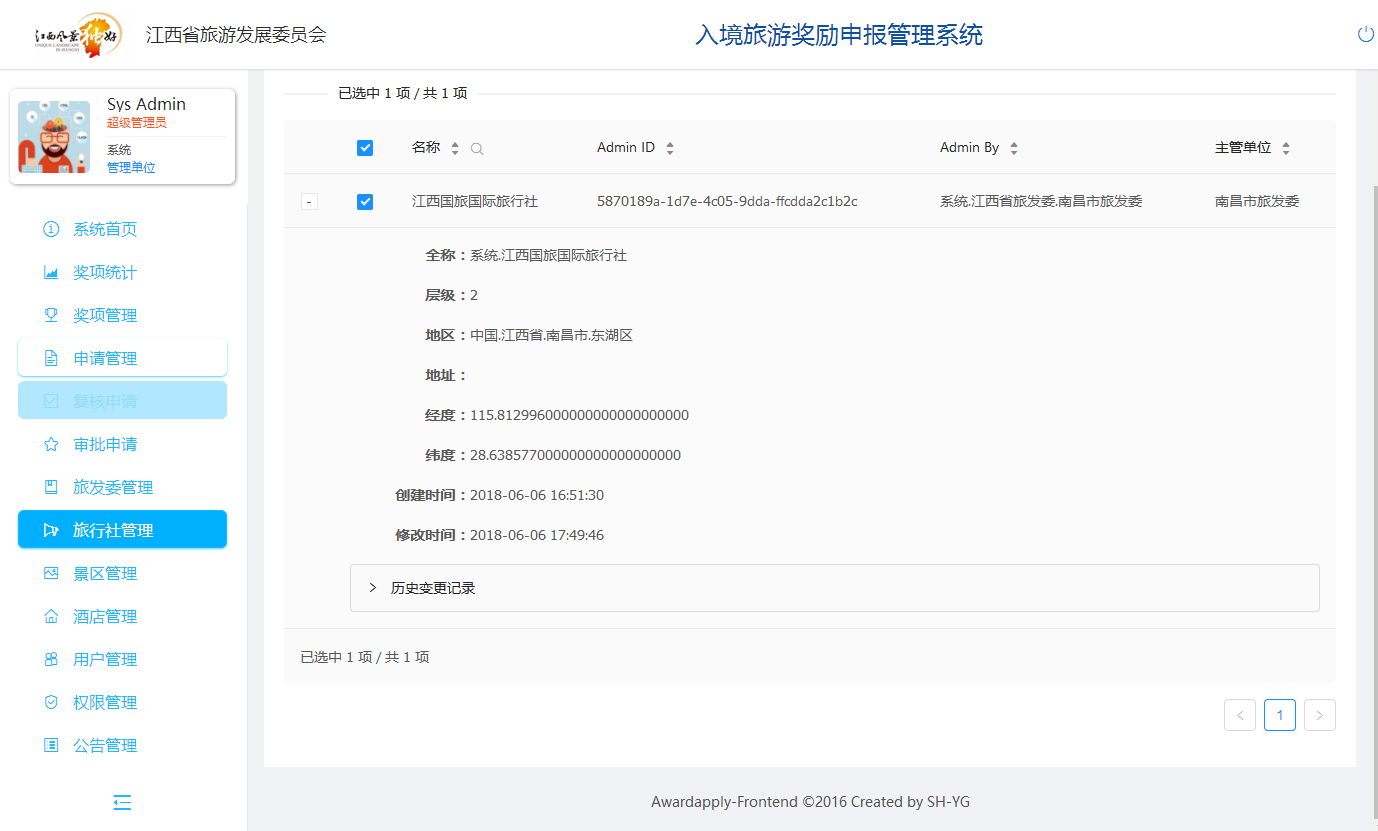 江西风景独好
UNIQUE LANDSCAPE
IN JIANGXI
江西省旅游发展委员会
入境旅游奖励申报管理系统
Sys Admin
超级管理员
系统
管理单位
系统首页
奖项统计
奖项管理
申请管理
复核申请
审批申请
旅发委管理
旅行社管理
景区管理
酒店管理
用户管理
权限管理
公告管理
已选中 1 项 / 共 1 项
名称 Admin ID Admin By 主管单位
- 江西国旅国际旅行社 5870189a-1d7e-4c05-9dda-ffcdda2c1b2c 系统.江西省旅发委.南昌市旅发委 南昌市旅发委
全称：系统.江西国旅国际旅行社
层级：2
地区：中国.江西省.南昌市.东湖区
地址：
经度：115.812996000000000000000000
纬度：28.638577000000000000000000
创建时间：2018-06-06 16:51:30
修改时间：2018-06-06 17:49:46
历史变更记录
已选中 1 项 / 共 1 项
< 1 >
Awardapply-Frontend ©2016 Created by SH-YG